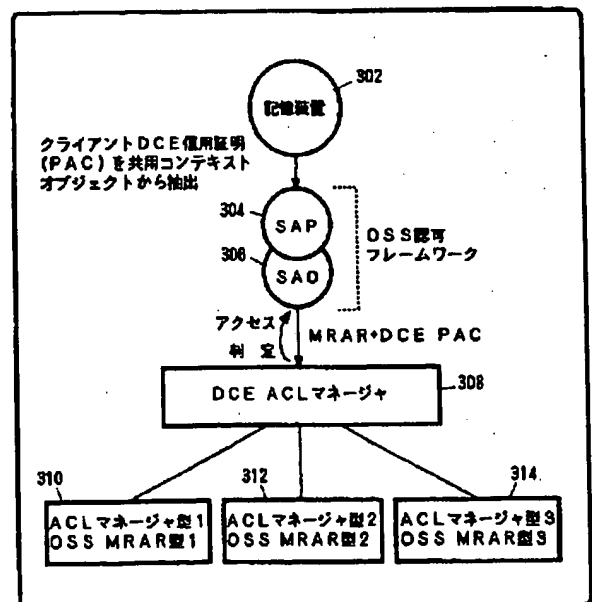 302
記憶装置
クライアントDCE信用証明
(PAC)を共用コンテキスト
オブジェクトから抽出
304
SAP
OSS認可
フレームワーク
306
SAO
アクセス
判定
MRAR+DCE PAC
DCE ACLマネージャ
308
310
312
314
ACLマネージャ型1
OSS MRAR型1
ACLマネージャ型2
OSS MRAR型2
ACLマネージャ型3
OSS MRAR型3